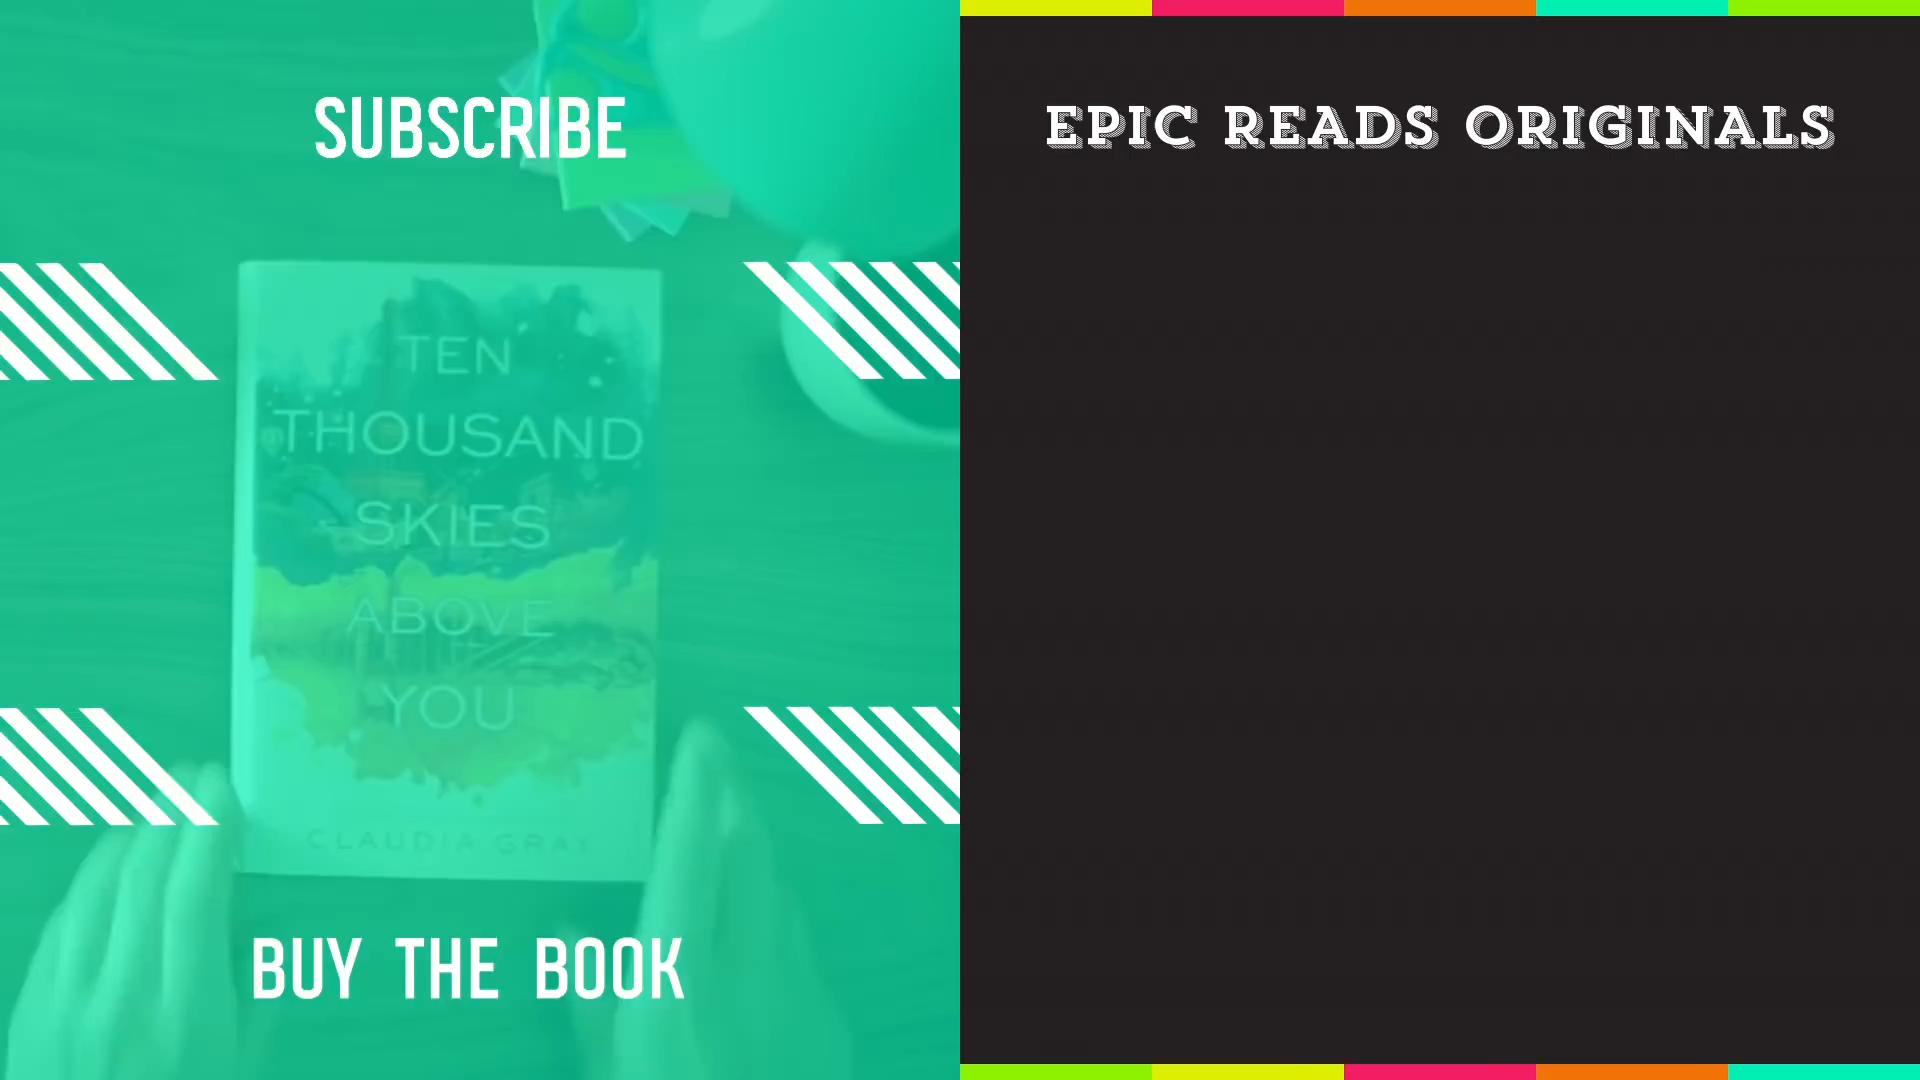 SUBSCRIBE
TEN
THOUSAND
SKIES
ABOVE
YOU
CLAUDIA GRAY
BUY THE BOOK
EPIC READS ORIGINALS